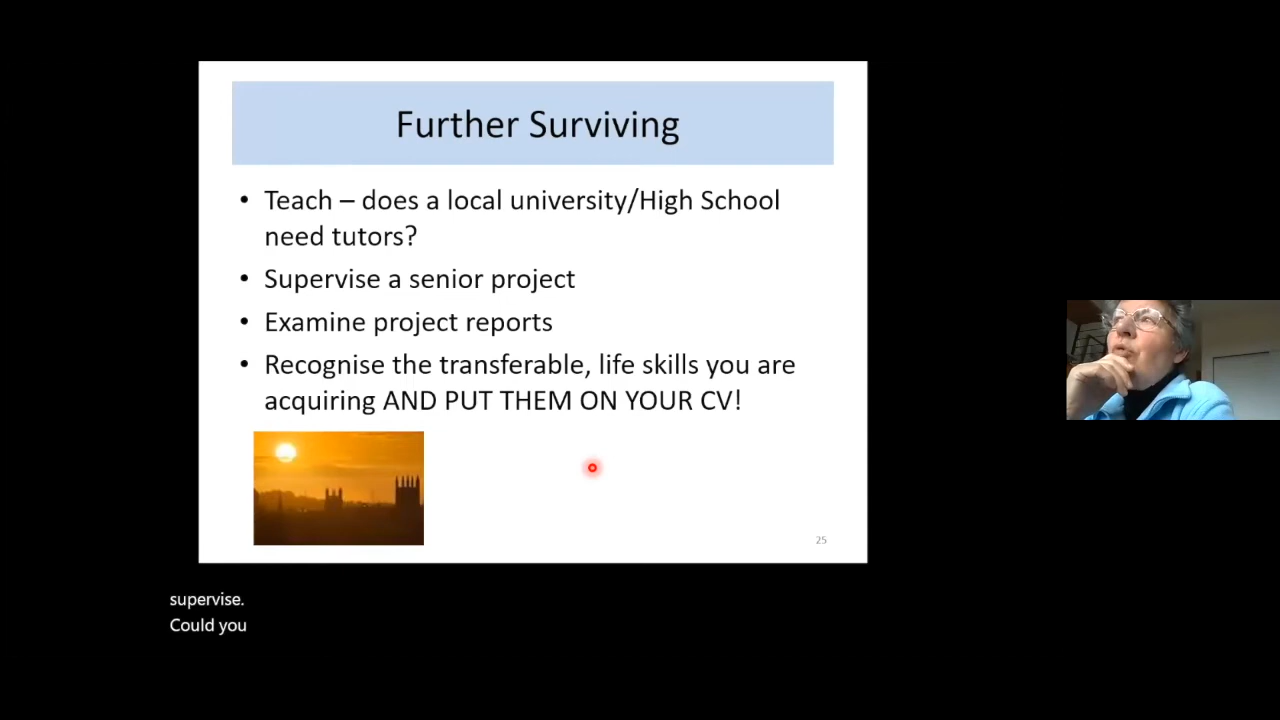 Further Surviving
• Teach – does a local university/High School
need tutors?
• Supervise a senior project
• Examine project reports
• Recognise the transferable, life skills you are
acquiring AND PUT THEM ON YOUR CV!
25
supervise.
Could you